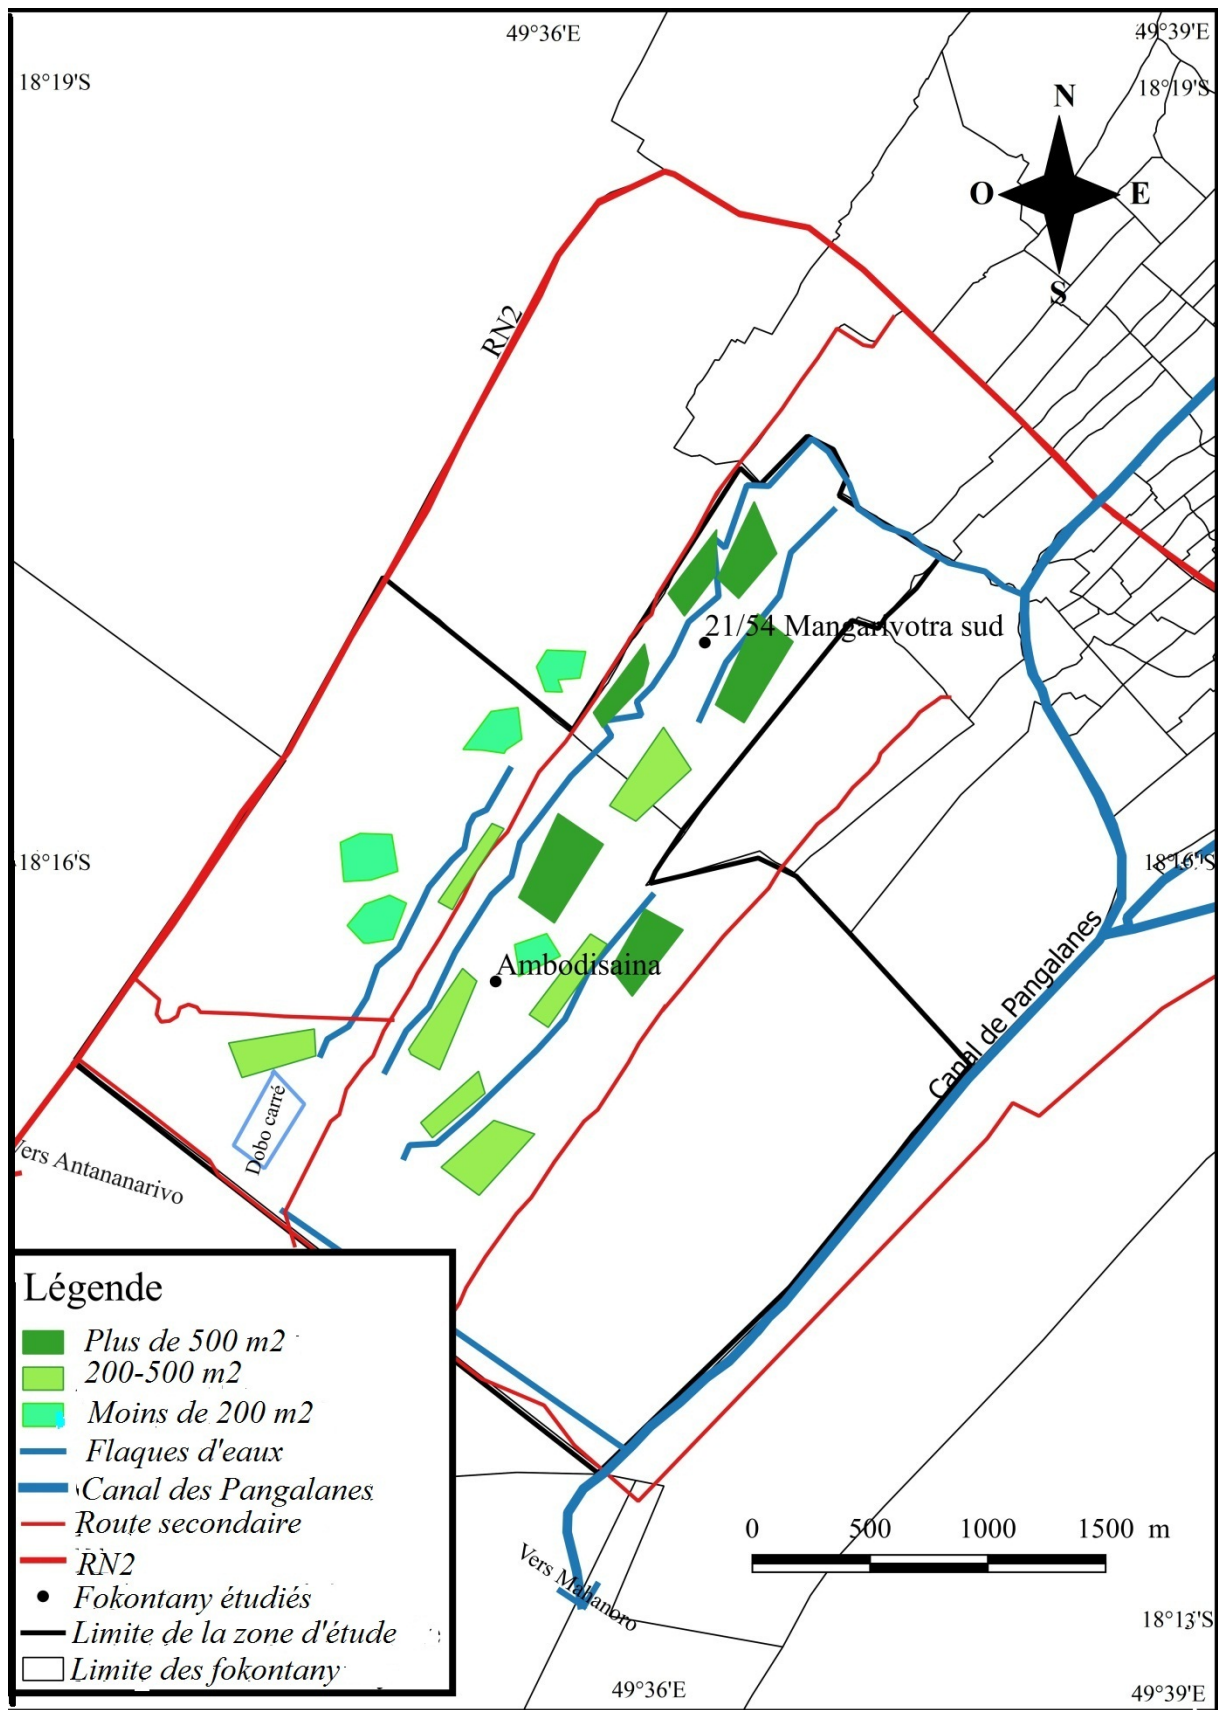 49°36'E
49°39'E
18°19'S
18°19'S
N
O
E
S
RN2
21/54 Mangarivotra sud
18°16'S
18°16'S
Ambodisaina
Canal de Pangalanes
Dobo carré
Vers Antananarivo
Légende
Plus de 500 m2
200-500 m2
Moins de 200 m2
Flaques d'eaux
Canal des Pangalanes
Route secondaire
RN2
Fokontany étudiés
Limite de la zone d'étude
Limite des fokontany
0 500 1000 1500 m
Vers Mahanoro
18°13'S
49°36'E
49°39'E